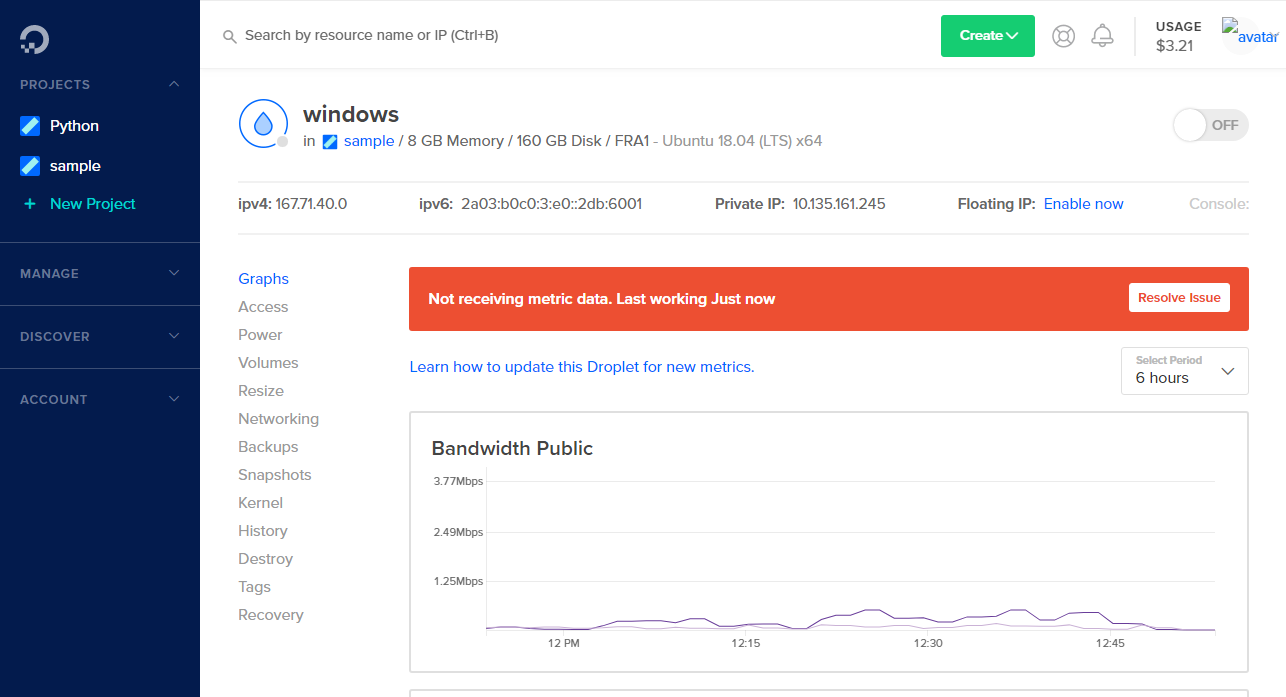 Search by resource name or IP (Ctrl+B)
Create
USAGE
$3.21
avatar
PROJECTS
Python
sample
+ New Project
MANAGE
DISCOVER
ACCOUNT
windows
in sample / 8 GB Memory / 160 GB Disk / FRA1 - Ubuntu 18.04 (LTS) x64
OFF
ipv4: 167.71.40.0 ipv6: 2a03:b0c0:3:e0::2db:6001 Private IP: 10.135.161.245 Floating IP: Enable now Console:
Graphs
Access
Power
Volumes
Resize
Networking
Backups
Snapshots
Kernel
History
Destroy
Tags
Recovery
Not receiving metric data. Last working Just now
Resolve Issue
Learn how to update this Droplet for new metrics.
Select Period
6 hours
Bandwidth Public
3.77Mbps
2.49Mbps
1.25Mbps
12 PM 12:15 12:30 12:45